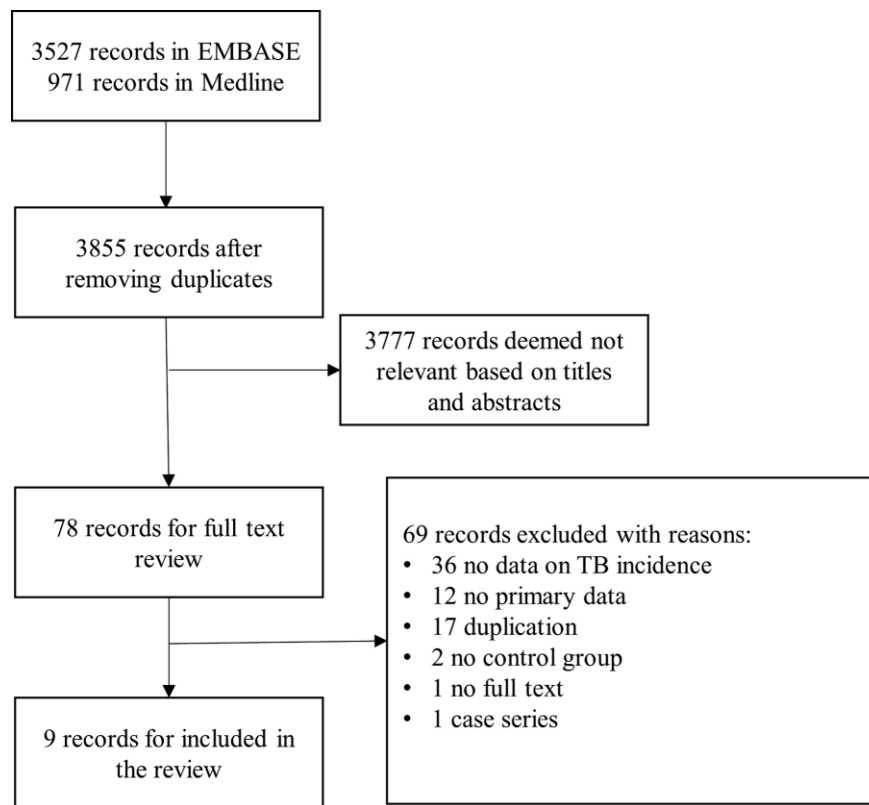 3527 records in EMBASE
971 records in Medline
3855 records after
removing duplicates
3777 records deemed not
relevant based on titles
and abstracts
78 records for full text
review
69 records excluded with reasons:
• 36 no data on TB incidence
• 12 no primary data
• 17 duplication
• 2 no control group
• 1 no full text
• 1 case series
9 records for included in
the review